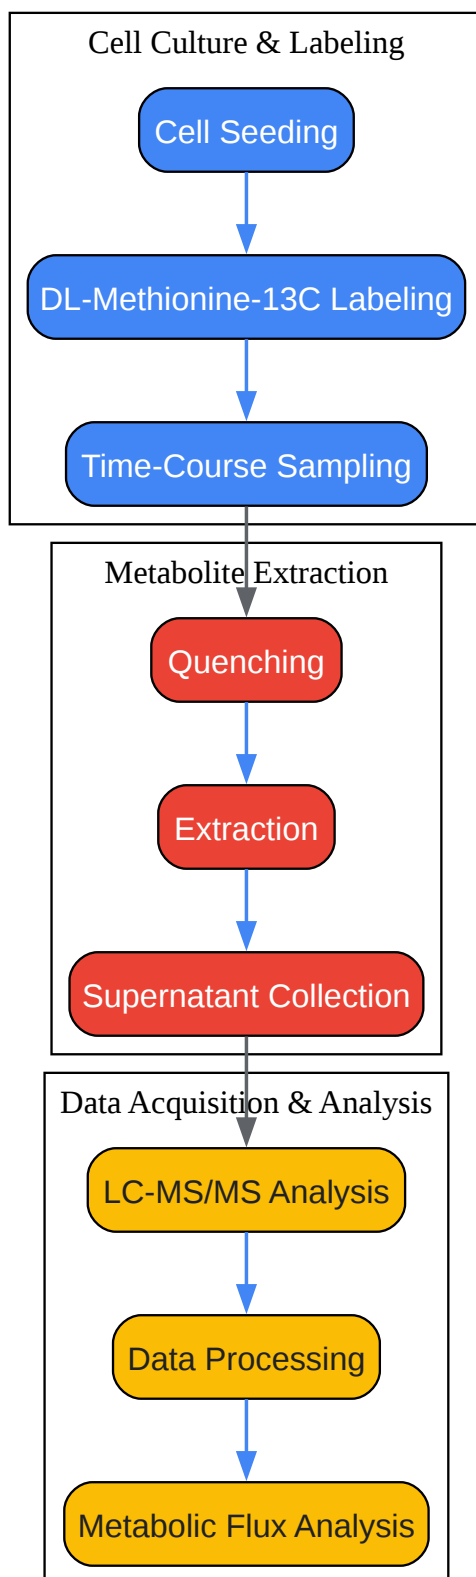 Cell Culture & Labeling
Cell Seeding
DL-Methionine-13C Labeling
Time-Course Sampling
Metabolite Extraction
Quenching
Extraction
Supernatant Collection
Data Acquisition & Analysis
LC-MS/MS Analysis
Data Processing
Metabolic Flux Analysis